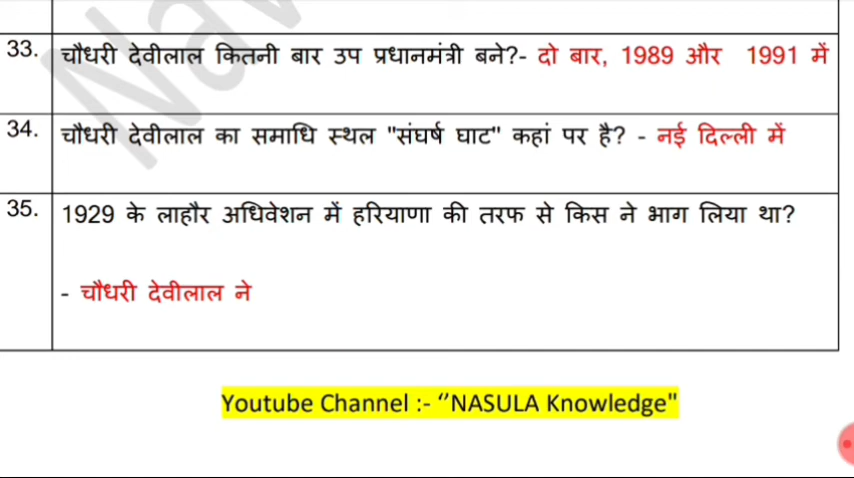 33. चौधरी देवीलाल कितनी बार उप प्रधानमंत्री बने?- दो बार, 1989 और 1991 में
34. चौधरी देवीलाल का समाधि स्थल "संघर्ष घाट" कहां पर है? - नई दिल्ली में
35. 1929 के लाहौर अधिवेशन में हरियाणा की तरफ से किस ने भाग लिया था?
- चौधरी देवीलाल ने
Youtube Channel :- “NASULA Knowledge"